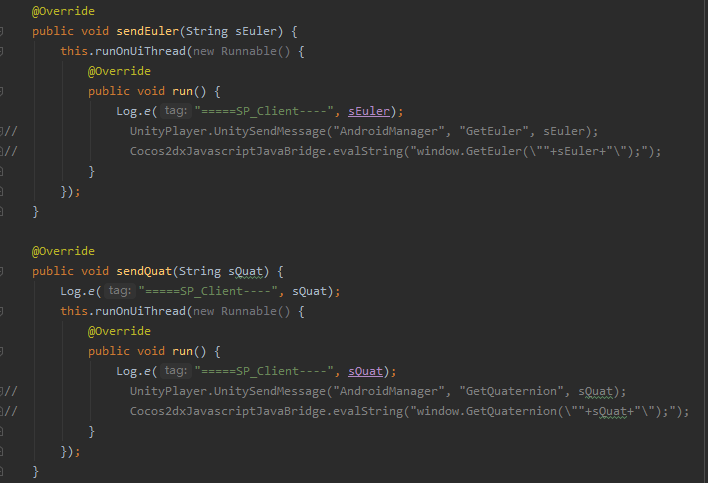 @Override
public void sendEuler(String sEuler) {
this.runOnUiThread(new Runnable() {
@Override
public void run() {
Log.e( tag: "=====SP_Client----", sEuler);
// UnityPlayer.UnitySendMessage("AndroidManager", "GetEuler", sEuler);
// Cocos2dxJavascriptJavaBridge.evalString("window.GetEuler(\""+sEuler+"\");");
}
});
}
@Override
public void sendQuat(String sQuat) {
Log.e( tag: "=====SP_Client----", sQuat);
this.runOnUiThread(new Runnable() {
@Override
public void run() {
Log.e( tag: "=====SP_Client----", sQuat);
// UnityPlayer.UnitySendMessage("AndroidManager", "GetQuaternion", sQuat);
// Cocos2dxJavascriptJavaBridge.evalString("window.GetQuaternion(\""+sQuat+"\");");
}
});
}